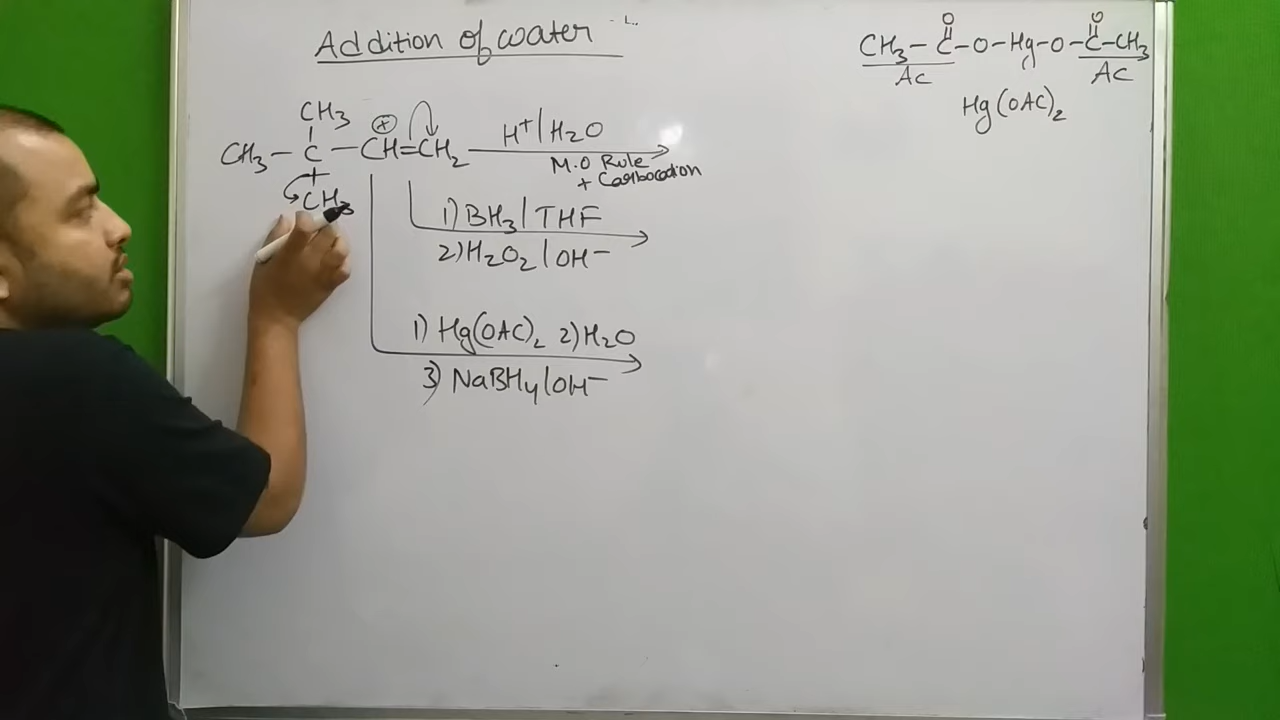 Addition of water
CH3
CH3 - C - CH=CH2
⊕
CH3
H+/H2O
M.O Rule
+ Carbocation
1) BH3/THF
2) H2O2/OH-
1) Hg(OAC)2 2) H2O
3) NaBH4/OH-
O O
CH3-C-O-Hg-O-C-CH3
AC AC
Hg(OAC)2